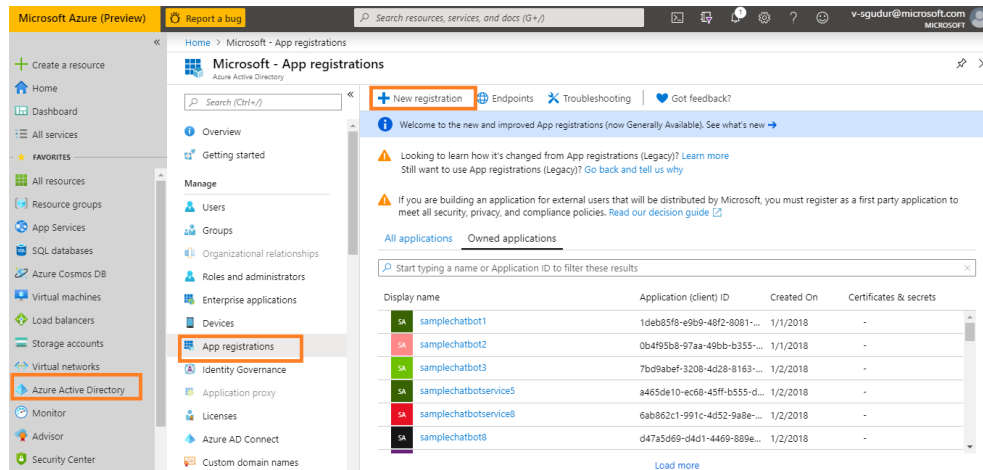 Microsoft Azure (Preview)
Report a bug
Search resources, services, and docs (G+/)
1
v-sgudur@microsoft.com
MICROSOFT
Create a resource
Home
Dashboard
All services
FAVORITES
All resources
Resource groups
App Services
SQL databases
Azure Cosmos DB
Virtual machines
Load balancers
Storage accounts
Virtual networks
Azure Active Directory
Monitor
Advisor
Security Center
Home > Microsoft - App registrations
Microsoft - App registrations
Azure Active Directory
Search (Ctrl+/)
Overview
Getting started
Manage
Users
Groups
Organizational relationships
Roles and administrators
Enterprise applications
Devices
App registrations
Identity Governance
Application proxy
Licenses
Azure AD Connect
Custom domain names
New registration Endpoints Troubleshooting Got feedback?
Welcome to the new and improved App registrations (now Generally Available). See what's new →
Looking to learn how it's changed from App registrations (Legacy)? Learn more
Still want to use App registrations (Legacy)? Go back and tell us why
If you are building an application for external users that will be distributed by Microsoft, you must register as a first party application to
meet all security, privacy, and compliance policies. Read our decision guide
All applications Owned applications
Start typing a name or Application ID to filter these results
Display name Application (client) ID Created On Certificates & secrets
SA samplechatbot1 1deb85f8-e9b9-48f2-8081-... 1/1/2018 -
SA samplechatbot2 0b4f95b8-97aa-49bb-b355-... 1/1/2018 -
SA samplechatbot3 7bd9abef-3208-4d28-8163-... 1/2/2018 -
SA samplechatbotservice5 a465de10-ec68-45ff-b555-d... 1/2/2018 -
SA samplechatbotservice8 6ab862c1-991c-4d52-9a8e-... 1/2/2018 -
SA samplechatbot8 d47a5d69-d4d1-4469-889e... 1/2/2018 -
Load more